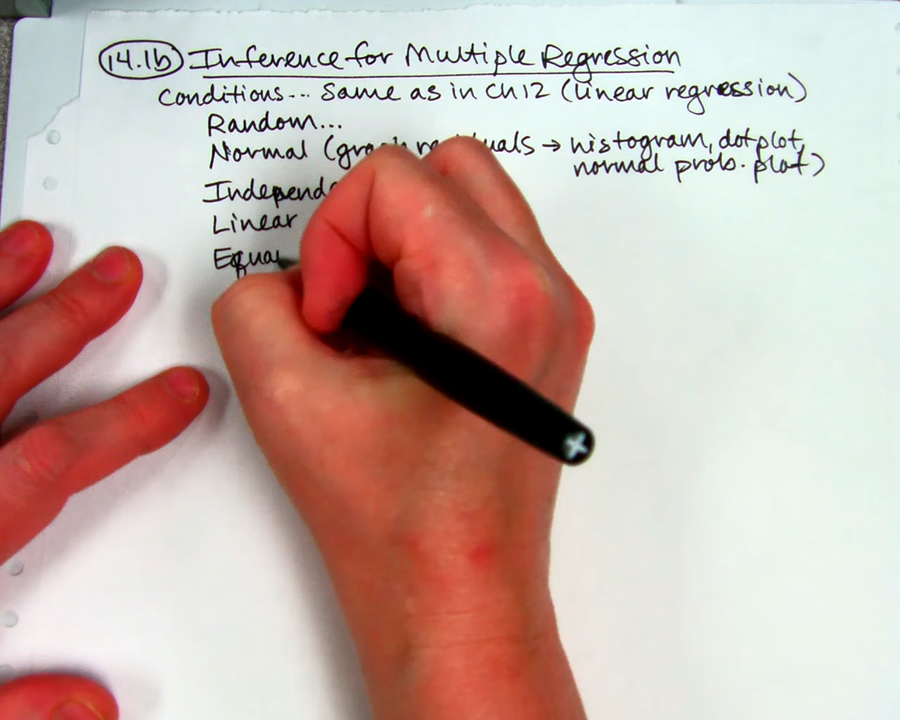 14.1b Inference for Multiple Regression
Conditions... same as in Ch12 (linear regression)
Random...
Normal → histogram, dotplot,
normal prob. plot)
Linear